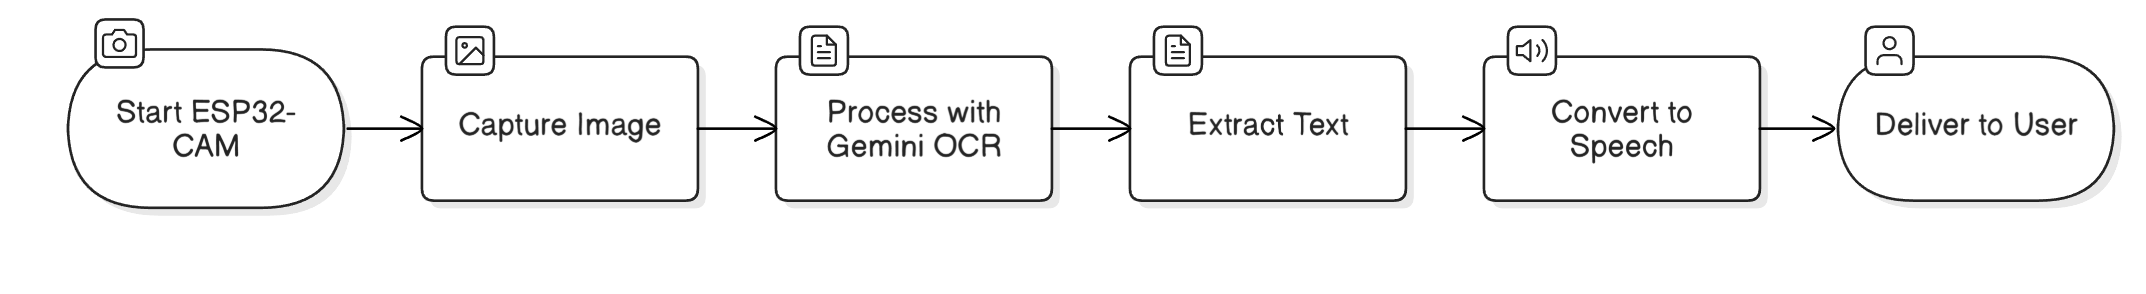 Start ESP32-
CAM
Capture Image
Process with
Gemini OCR
Extract Text
Convert to
Speech
Deliver to User